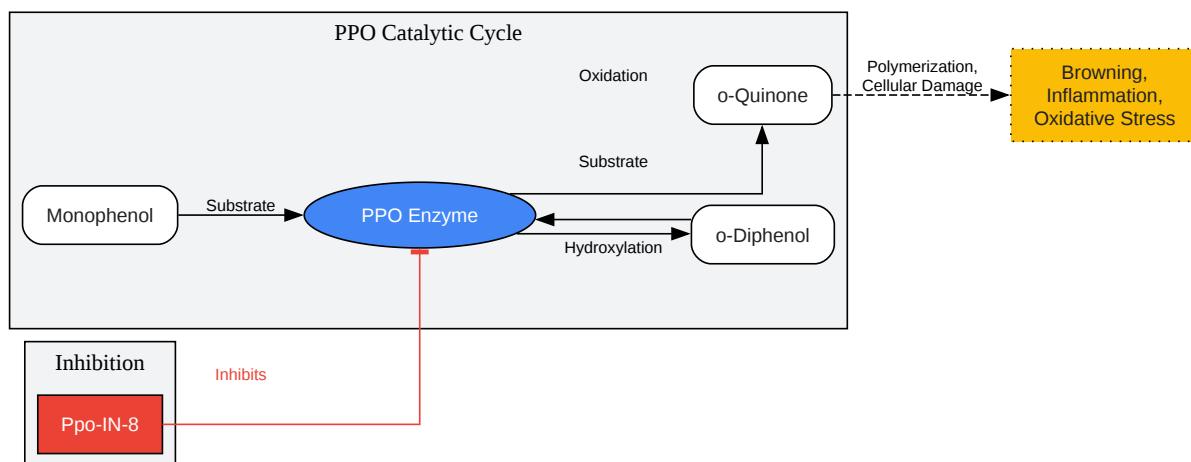 PPO Catalytic Cycle
Oxidation
o-Quinone
Polymerization,
Cellular Damage
Browning,
Inflammation,
Oxidative Stress
Substrate
Monophenol
Substrate
PPO Enzyme
o-Diphenol
Hydroxylation
Inhibition
Inhibits
Ppo-IN-8